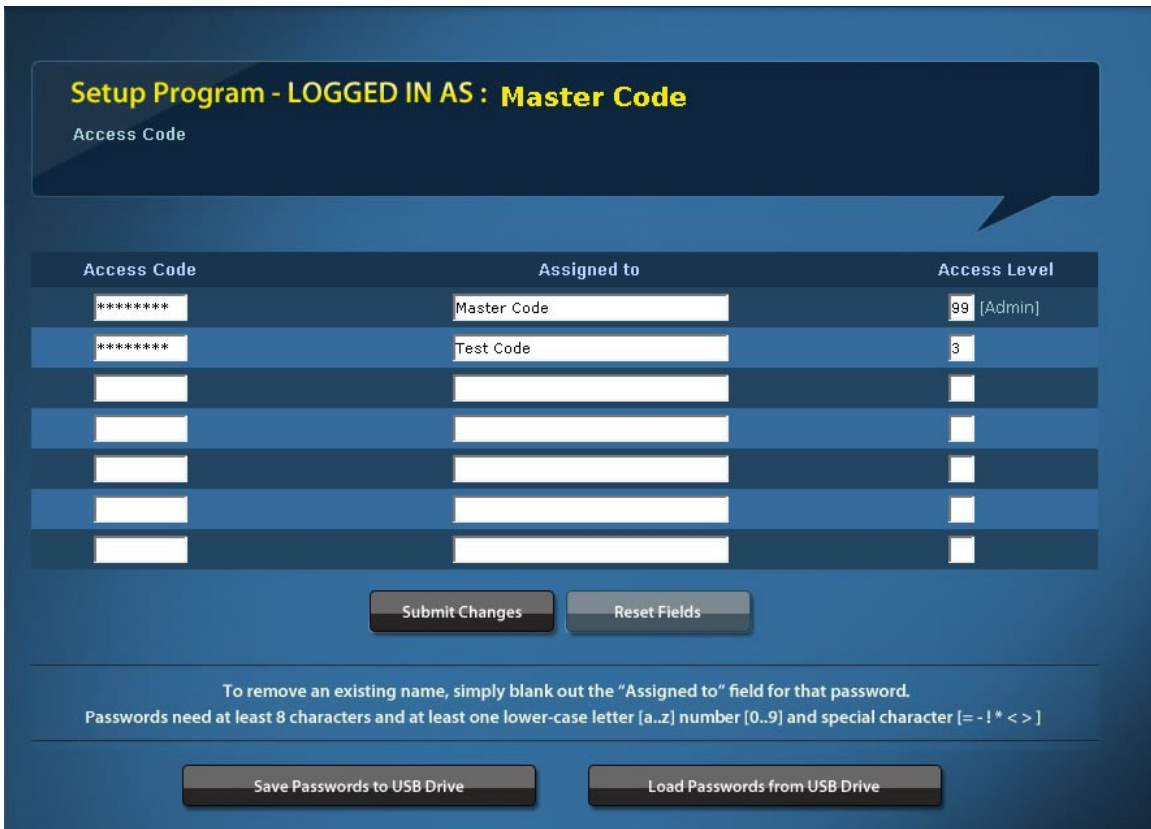 Setup Program - LOGGED IN AS : Master Code
Access Code
Access Code Assigned to Access Level
******** Master Code 99 [Admin]
******** Test Code 3
Submit Changes Reset Fields
To remove an existing name, simply blank out the “Assigned to” field for that password.
Passwords need at least 8 characters and at least one lower-case letter [a..z] number [0..9] and special character [= - ! * < > ]
Save Passwords to USB Drive Load Passwords from USB Drive